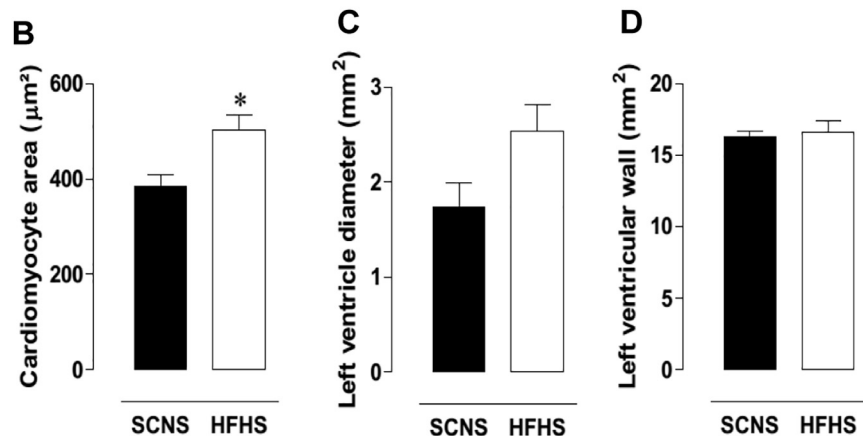 B
Cardiomyocyte area (μm²)
600
400
200
0
*
SCNS HFHS
C
Left ventricle diameter (mm²)
3
2
1
0
SCNS HFHS
D
Left ventricular wall (mm²)
20
15
10
5
0
SCNS HFHS